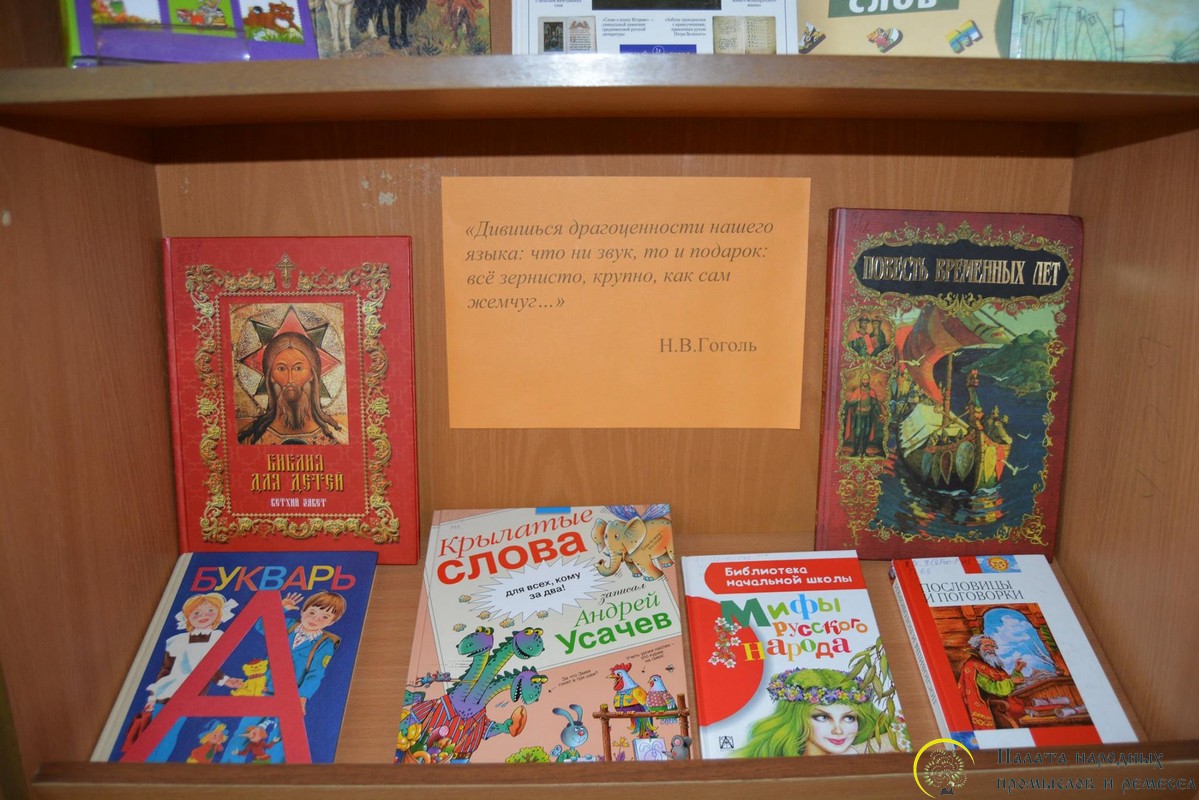 СЛОВ
«Дивишься драгоценности нашего
языка: что ни звук, то и подарок:
всё зернисто, крупно, как сам
жемчуг…»
Н.В.Гоголь
БИБЛИЯ
ДЛЯ ДЕТЕЙ
ВЕТХИЙ ЗАВЕТ
ПОВЕСТЬ ВРЕМЕННЫХ ЛЕТ
БУКВАРЬ
А
Крылатые
слова
для всех, кому
за два!
записал
Андрей
Усачев
Библиотека
начальной школы
Мифы
русского
народа
ПОСЛОВИЦЫ
И ПОГОВОРКИ
Палата народных
промыслов и ремесел